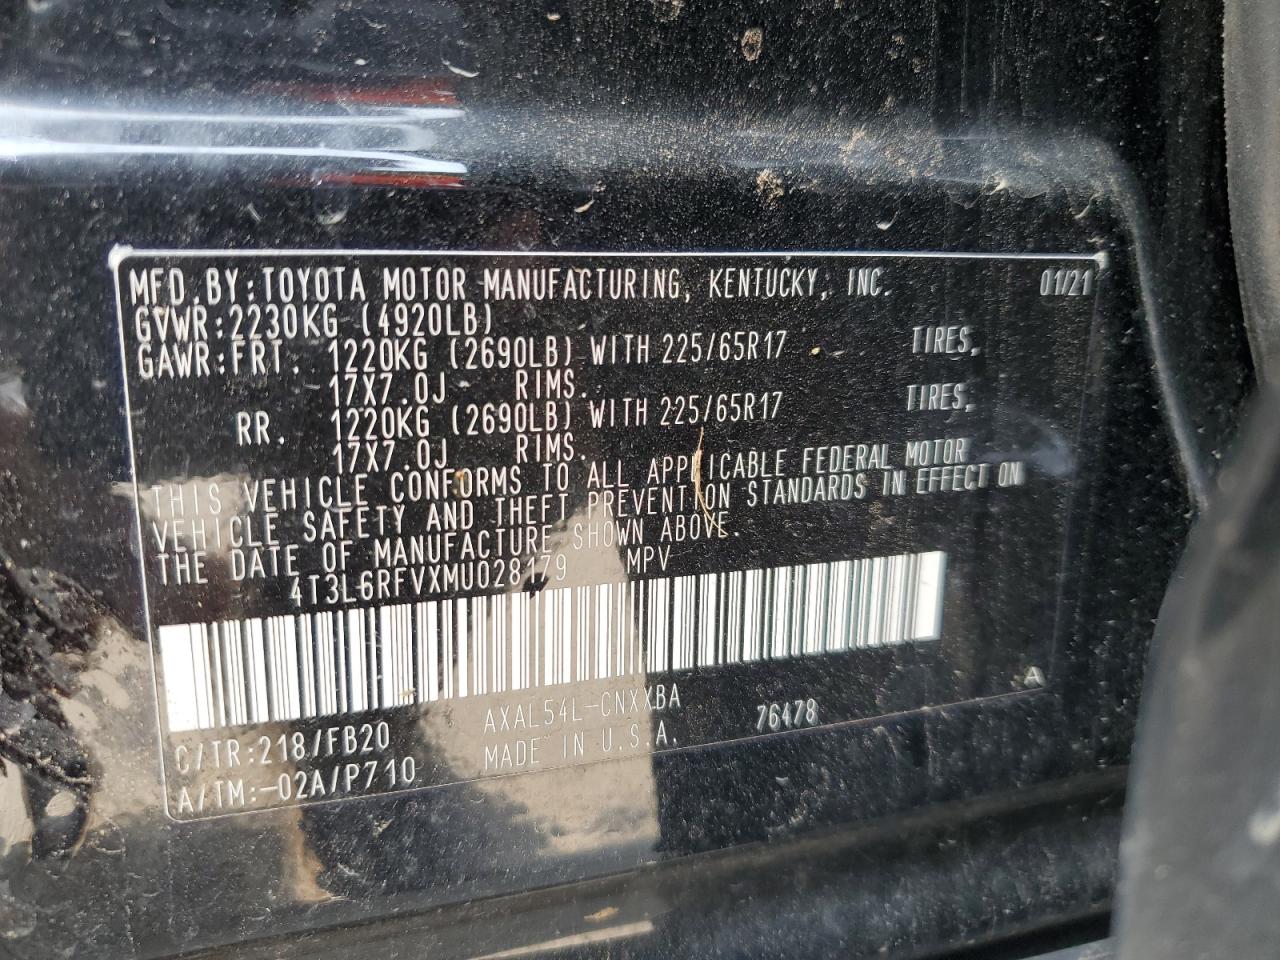 MFD.BY:TOYOTA MOTOR MANUFACTURING, KENTUCKY, INC. 01/21
GVWR:2230KG (4920LB)
GAWR:FRT. 1220KG (2690LB) WITH 225/65R17 TIRES,
17X7.0J RIMS.
RR. 1220KG (2690LB) WITH 225/65R17 TIRES,
17X7.0J RIMS.
THIS VEHICLE CONFORMS TO ALL APPLICABLE FEDERAL MOTOR
VEHICLE SAFETY AND THEFT PREVENTION STANDARDS IN EFFECT ON
THE DATE OF MANUFACTURE SHOWN ABOVE.
4T3L6RFVXMU028179 MPV
A
C/TR:218/FB20 AXAL54L-CNXXBA 76478
A/TM:-02A/P710 MADE IN U.S.A.